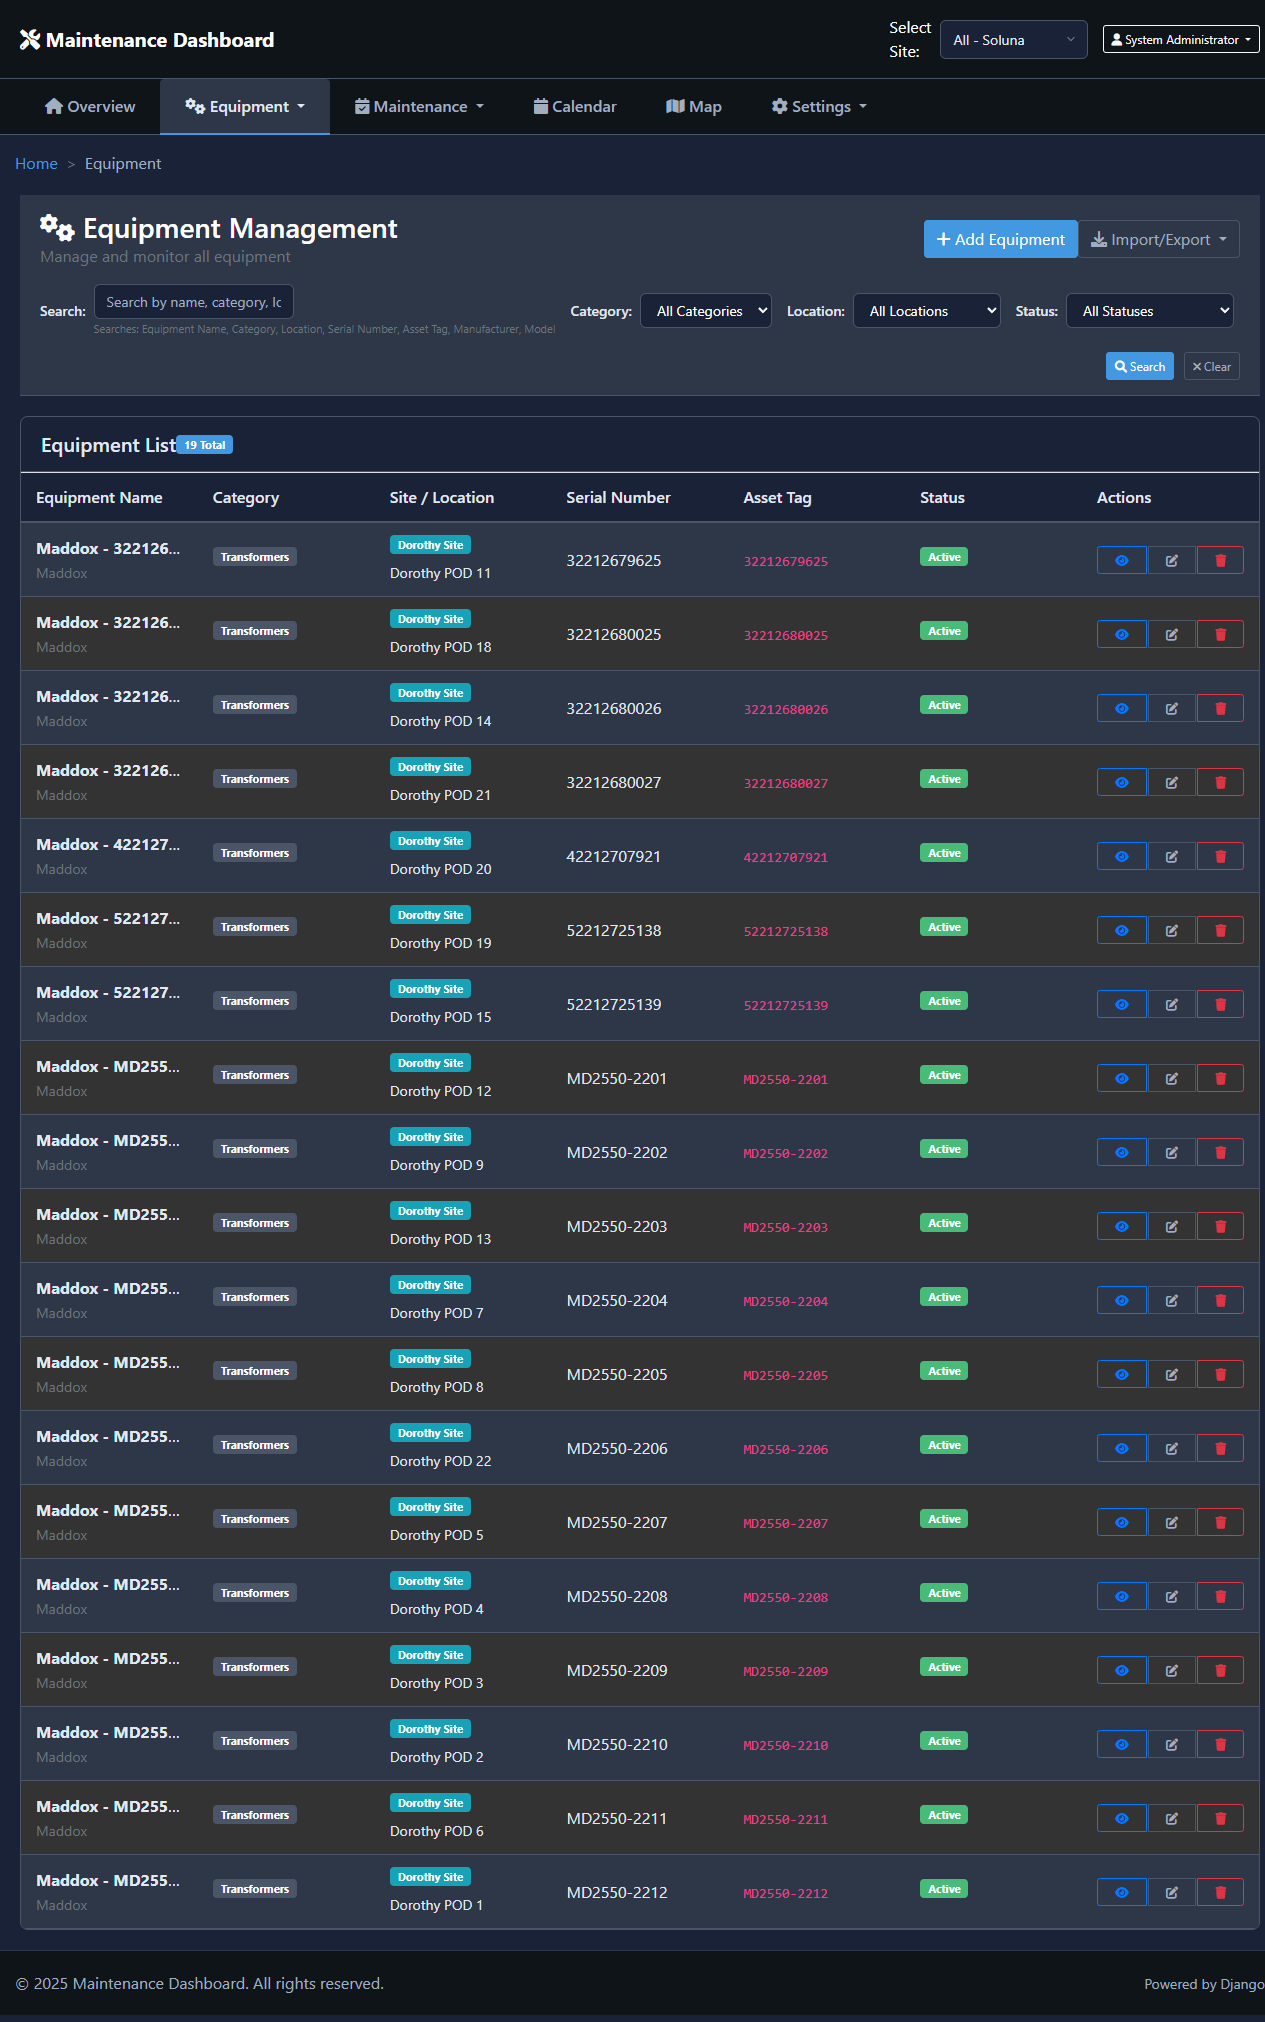 Maintenance Dashboard
Select Site:
All - Soluna
System Administrator
Overview
Equipment
Maintenance
Calendar
Map
Settings
Home > Equipment
Equipment Management
Manage and monitor all equipment
Add Equipment
Import/Export
Search:
Search by name, category, lc
Searches: Equipment Name, Category, Location, Serial Number, Asset Tag, Manufacturer, Model
Category:
All Categories
Location:
All Locations
Status:
All Statuses
Search
Clear
Equipment List 19 Total
Equipment Name Category Site / Location Serial Number Asset Tag Status Actions
Maddox - 322126... Transformers Dorothy Site 32212679625 32212679625 Active
Maddox Dorothy POD 11
Maddox - 322126... Transformers Dorothy Site 32212680025 32212680025 Active
Maddox Dorothy POD 18
Maddox - 322126... Transformers Dorothy Site 32212680026 32212680026 Active
Maddox Dorothy POD 14
Maddox - 322126... Transformers Dorothy Site 32212680027 32212680027 Active
Maddox Dorothy POD 21
Maddox - 422127... Transformers Dorothy Site 42212707921 42212707921 Active
Maddox Dorothy POD 20
Maddox - 522127... Transformers Dorothy Site 52212725138 52212725138 Active
Maddox Dorothy POD 19
Maddox - 522127... Transformers Dorothy Site 52212725139 52212725139 Active
Maddox Dorothy POD 15
Maddox - MD255... Transformers Dorothy Site MD2550-2201 MD2550-2201 Active
Maddox Dorothy POD 12
Maddox - MD255... Transformers Dorothy Site MD2550-2202 MD2550-2202 Active
Maddox Dorothy POD 9
Maddox - MD255... Transformers Dorothy Site MD2550-2203 MD2550-2203 Active
Maddox Dorothy POD 13
Maddox - MD255... Transformers Dorothy Site MD2550-2204 MD2550-2204 Active
Maddox Dorothy POD 7
Maddox - MD255... Transformers Dorothy Site MD2550-2205 MD2550-2205 Active
Maddox Dorothy POD 8
Maddox - MD255... Transformers Dorothy Site MD2550-2206 MD2550-2206 Active
Maddox Dorothy POD 22
Maddox - MD255... Transformers Dorothy Site MD2550-2207 MD2550-2207 Active
Maddox Dorothy POD 5
Maddox - MD255... Transformers Dorothy Site MD2550-2208 MD2550-2208 Active
Maddox Dorothy POD 4
Maddox - MD255... Transformers Dorothy Site MD2550-2209 MD2550-2209 Active
Maddox Dorothy POD 3
Maddox - MD255... Transformers Dorothy Site MD2550-2210 MD2550-2210 Active
Maddox Dorothy POD 2
Maddox - MD255... Transformers Dorothy Site MD2550-2211 MD2550-2211 Active
Maddox Dorothy POD 6
Maddox - MD255... Transformers Dorothy Site MD2550-2212 MD2550-2212 Active
Maddox Dorothy POD 1
© 2025 Maintenance Dashboard. All rights reserved.
Powered by Django